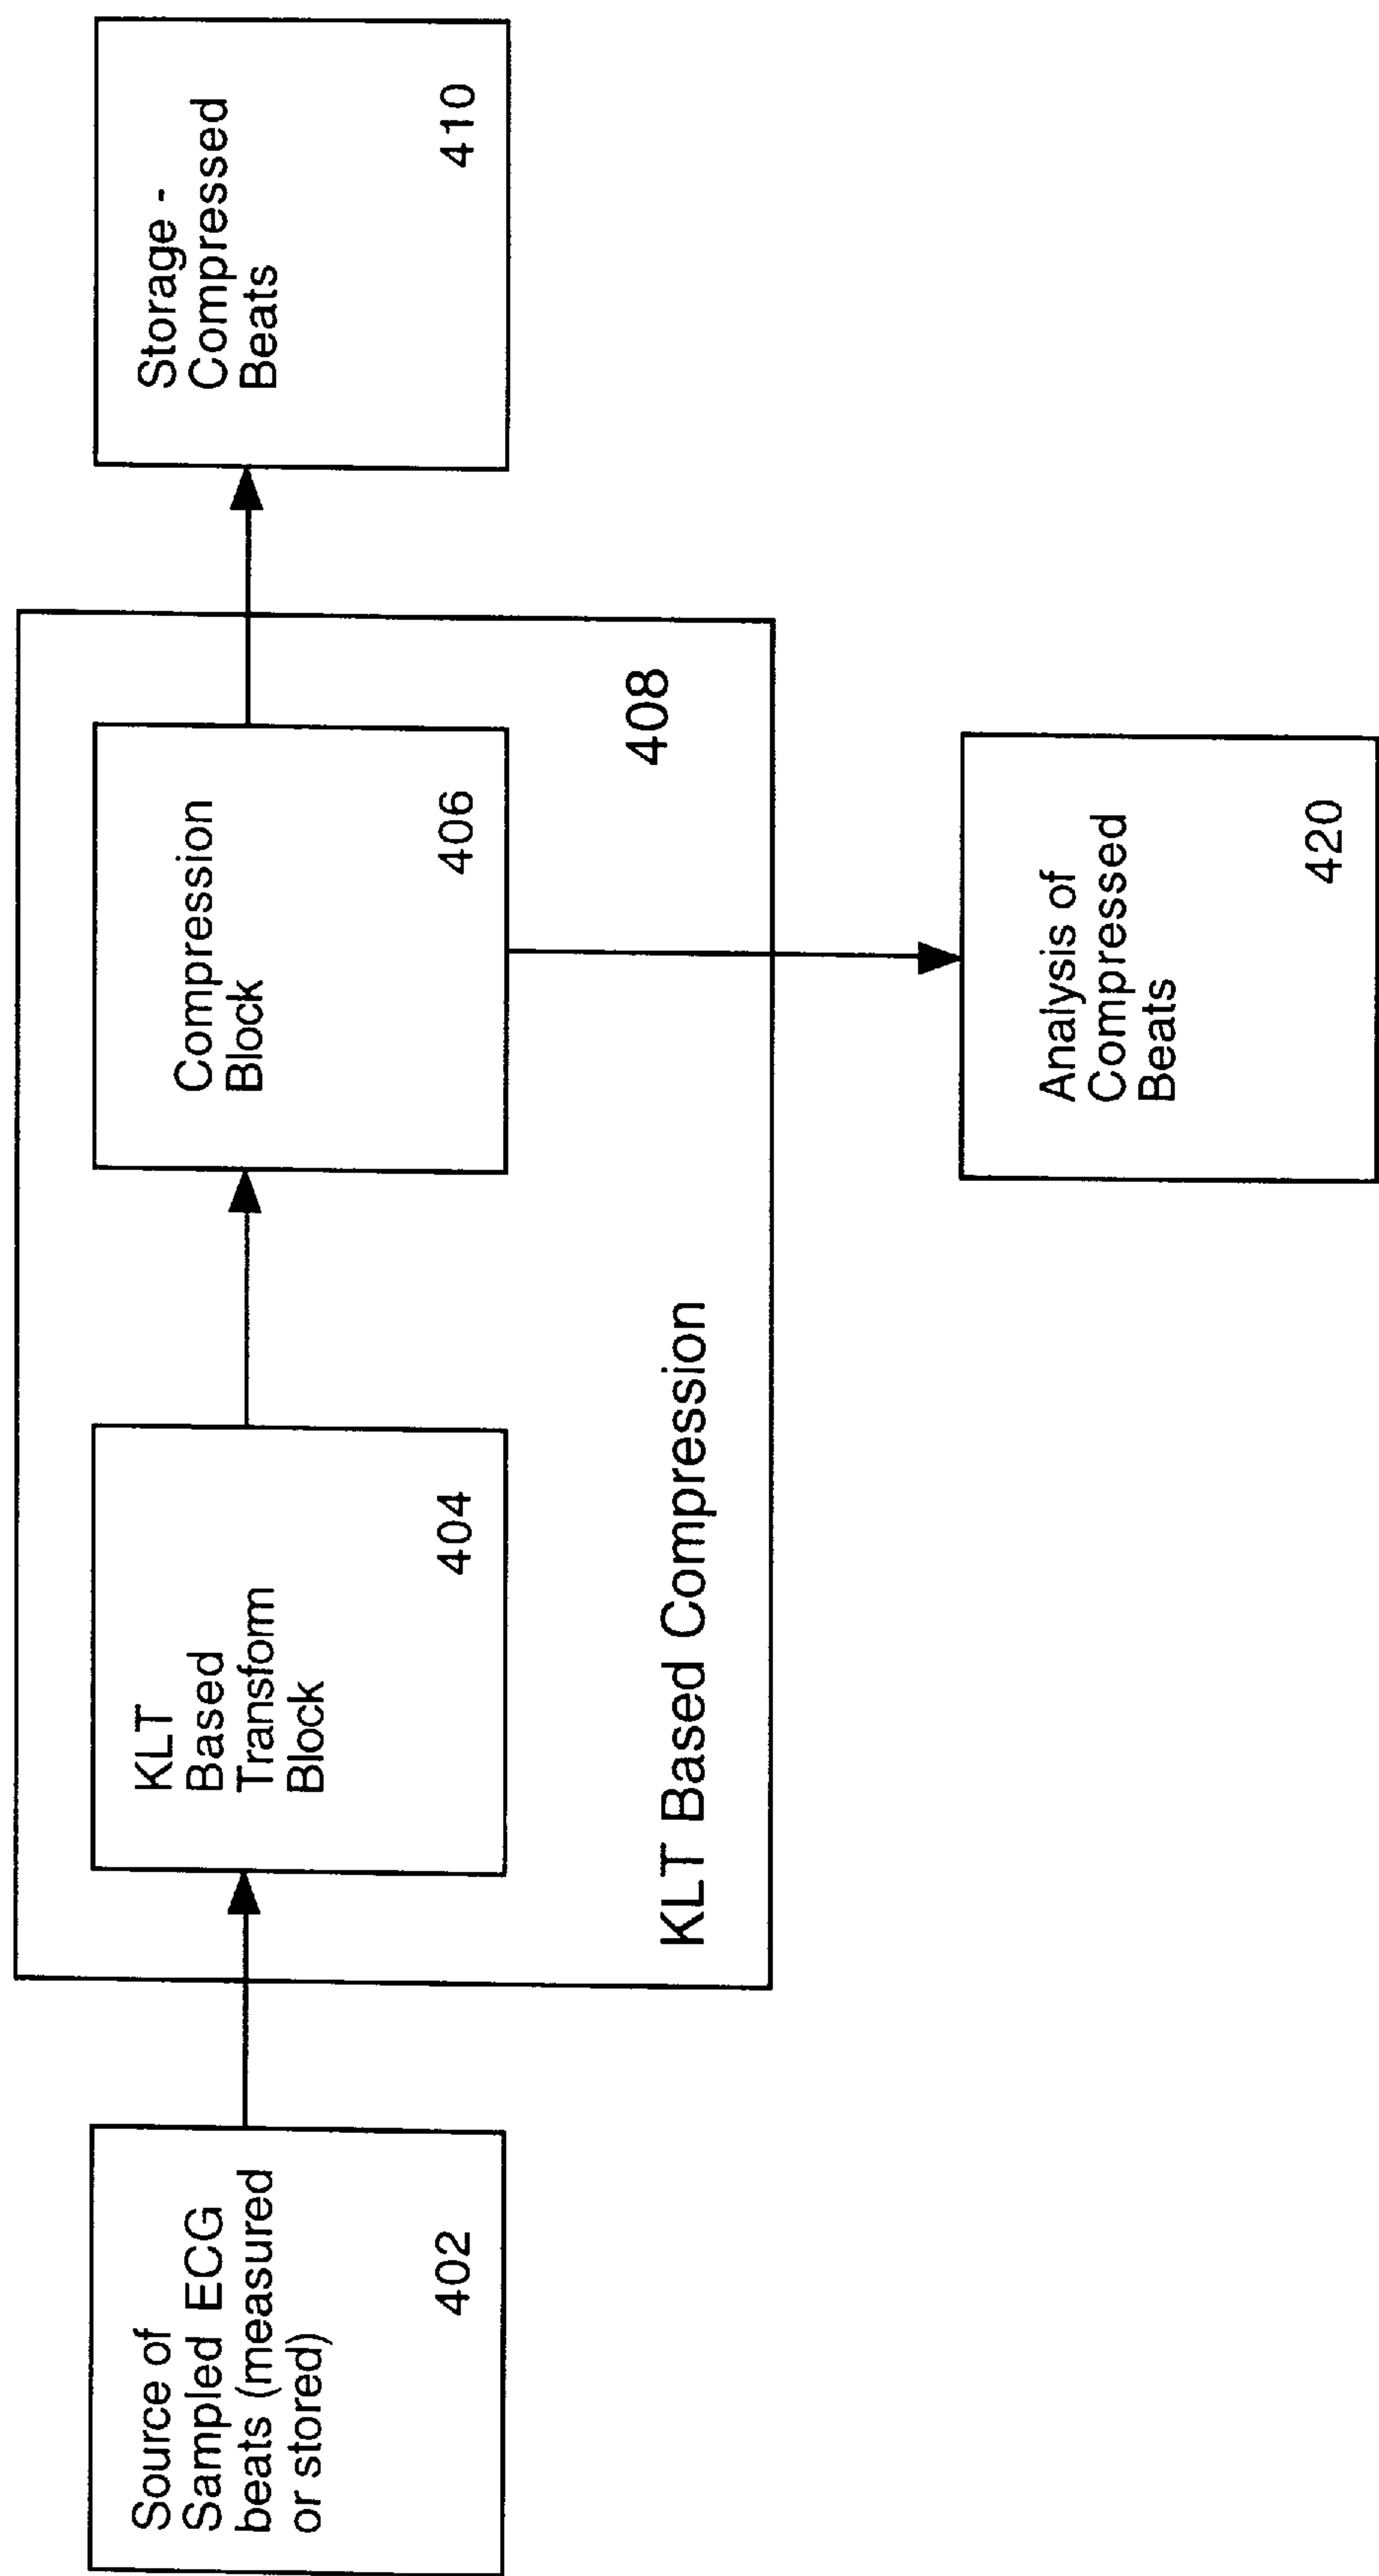 Source of
Sampled ECG
beats (measured
or stored)
402
KLT
Based
Transform
Block
404
Compression
Block
406
KLT Based Compression
408
Storage -
Compressed
Beats
410
Analysis of
Compressed
Beats
420